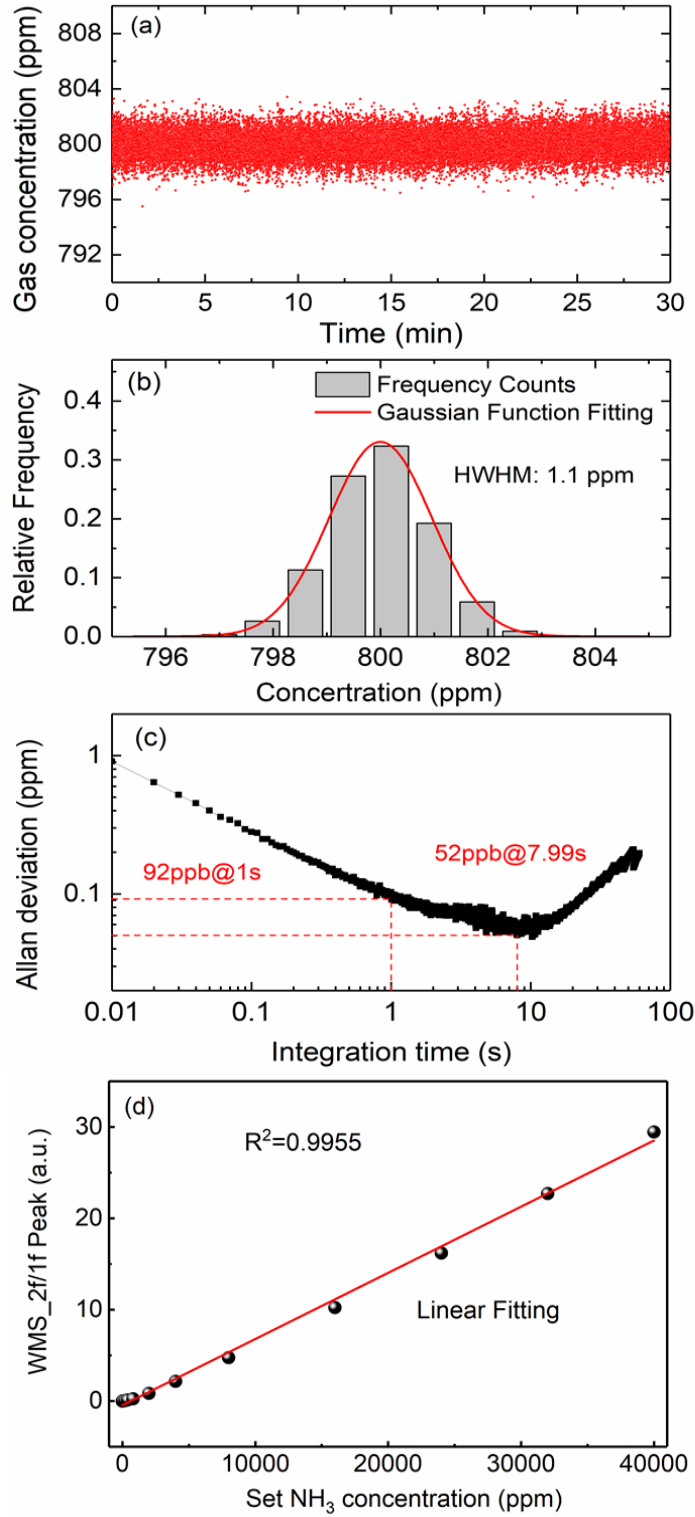 (a)
Gas concentration (ppm)
808
804
800
796
792
0 5 10 15 20 25 30
Time (min)
(b)
Frequency Counts
Gaussian Function Fitting
HWHM: 1.1 ppm
Relative Frequency
0.4
0.3
0.2
0.1
0.0
796 798 800 802 804
Concertration (ppm)
(c)
Allan deviation (ppm)
1
0.1
92ppb@1s
52ppb@7.99s
0.01 0.1 1 10 100
Integration time (s)
(d)
R²=0.9955
WMS_2f/1f Peak (a.u.)
30
20
10
0
Linear Fitting
0 10000 20000 30000 40000
Set NH₃ concentration (ppm)